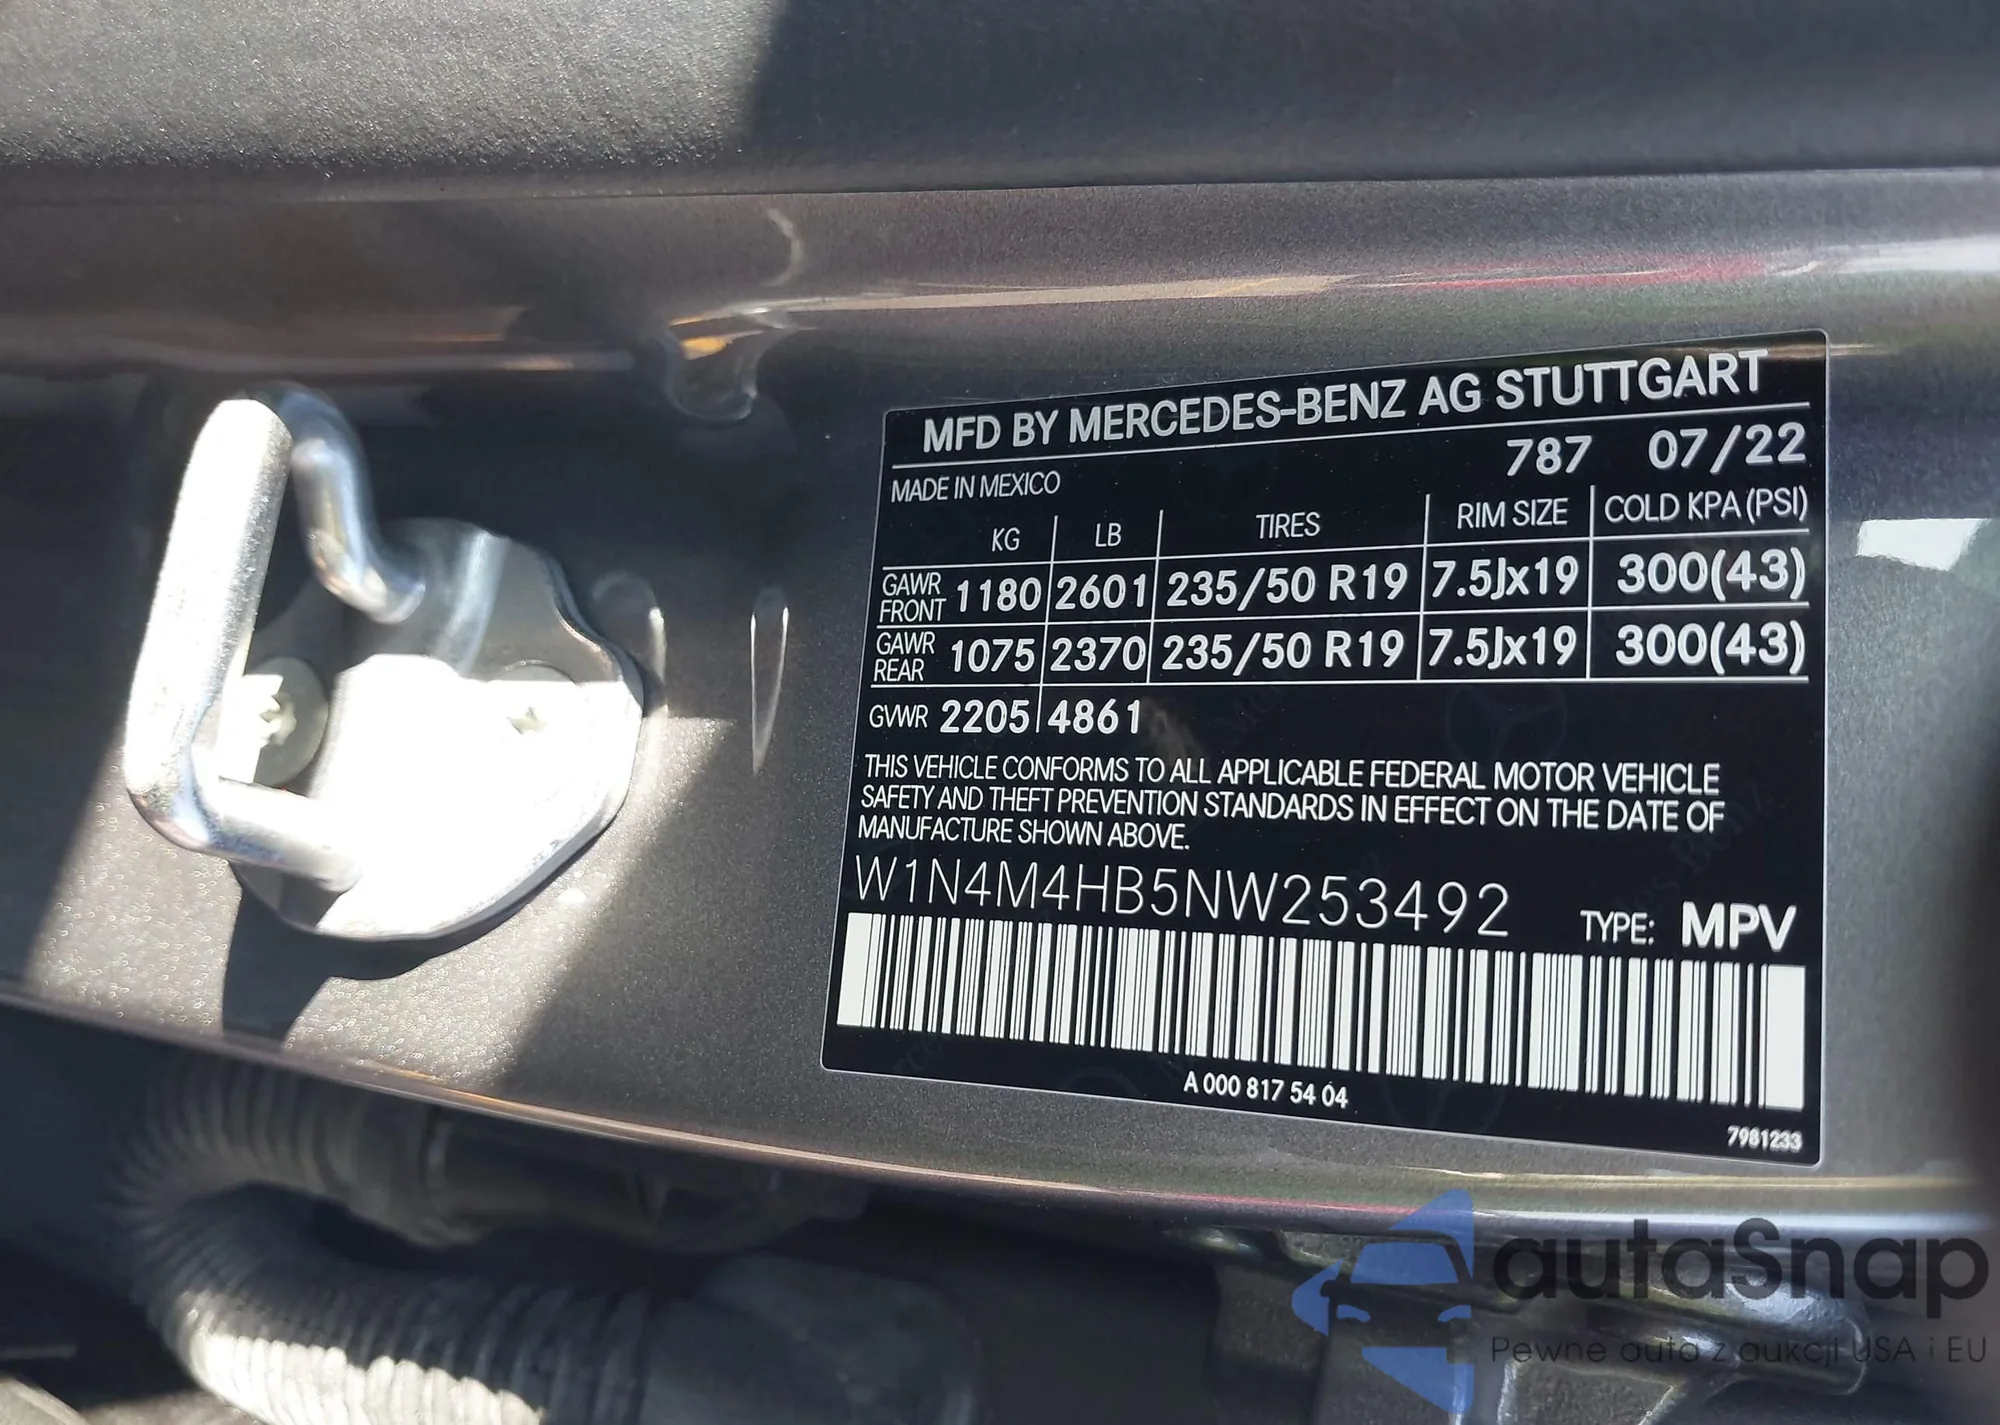 MFD BY MERCEDES-BENZ AG STUTTGART
787 07/22
MADE IN MEXICO
KG LB TIRES RIM SIZE COLD KPA (PSI)
GAWR FRONT 1180 2601 235/50 R19 7.5Jx19 300(43)
GAWR REAR 1075 2370 235/50 R19 7.5Jx19 300(43)
GVWR 2205 4861
THIS VEHICLE CONFORMS TO ALL APPLICABLE FEDERAL MOTOR VEHICLE
SAFETY AND THEFT PREVENTION STANDARDS IN EFFECT ON THE DATE OF
MANUFACTURE SHOWN ABOVE.
W1N4M4HB5NW253492 TYPE: MPV
A 000 817 54 04
7981233
autaSnap
Pewne auta z aukcji USA i EU